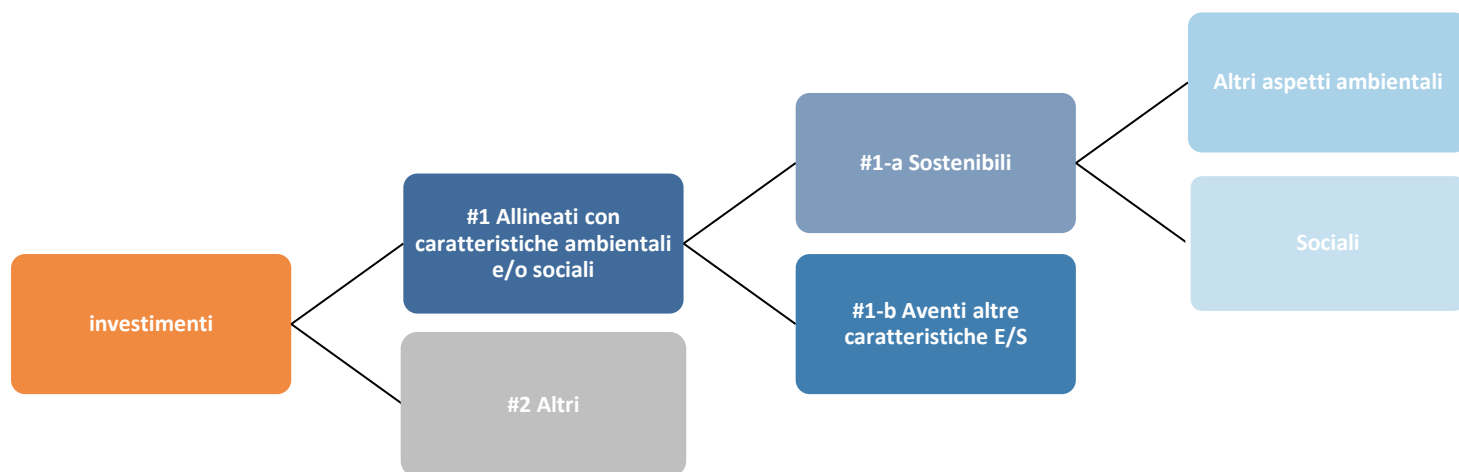 investimenti
#1 Allineati con
caratteristiche ambientali
e/o sociali
#2 Altri
#1-a Sostenibili
#1-b Aventi altre
caratteristiche E/S
Altri aspetti ambientali
Sociali